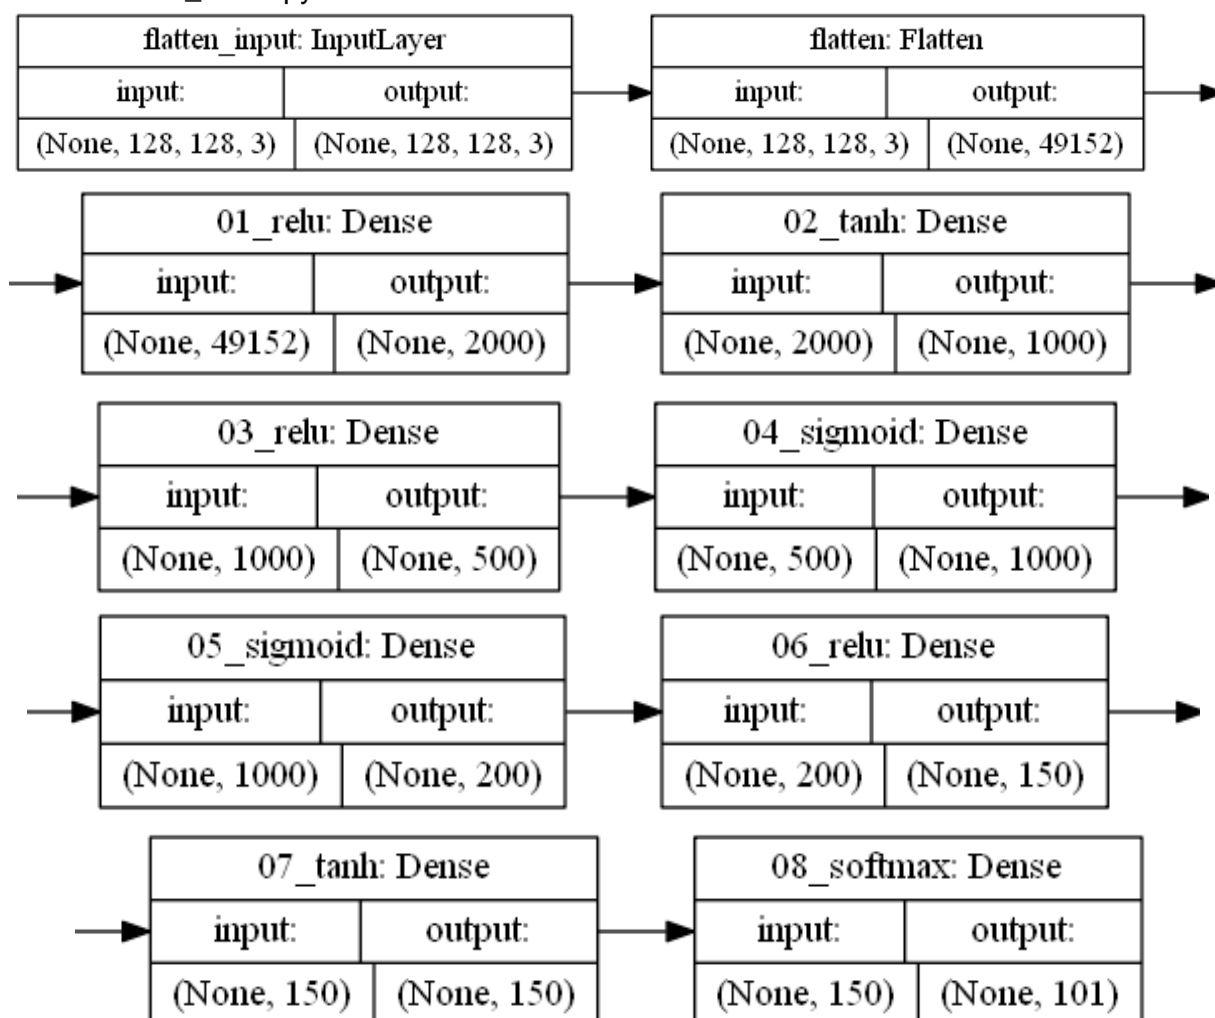 flatten_input: InputLayer
flatten: Flatten
input: output:
input: output:
(None, 128, 128, 3) (None, 128, 128, 3)
(None, 128, 128, 3) (None, 49152)
01_relu: Dense
02_tanh: Dense
input: output:
input: output:
(None, 49152) (None, 2000)
(None, 2000) (None, 1000)
03_relu: Dense
04_sigmoid: Dense
input: output:
input: output:
(None, 1000) (None, 500)
(None, 500) (None, 1000)
05_sigmoid: Dense
06_relu: Dense
input: output:
input: output:
(None, 1000) (None, 200)
(None, 200) (None, 150)
07_tanh: Dense
08_softmax: Dense
input: output:
input: output:
(None, 150) (None, 150)
(None, 150) (None, 101)